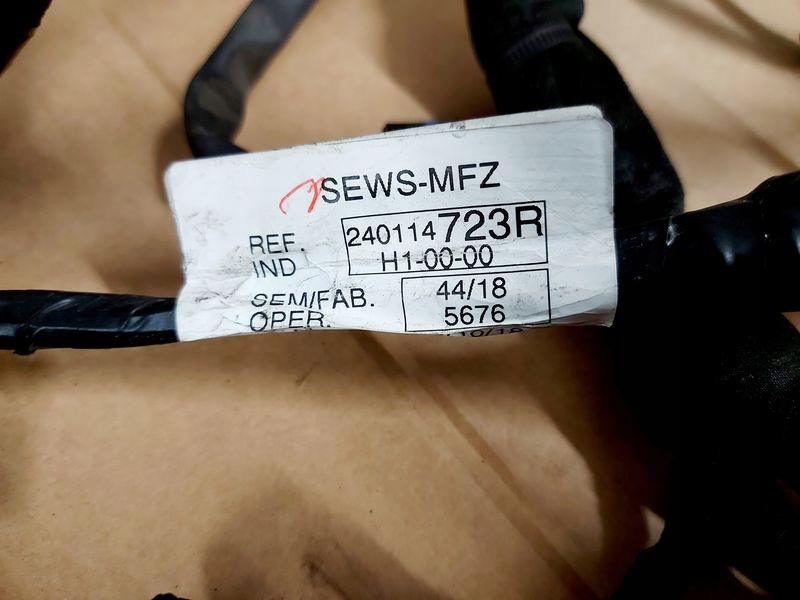 SEWS-MFZ
REF. 240114723R
IND H1-00-00
SEM/FAB. 44/18
OPER. 5676